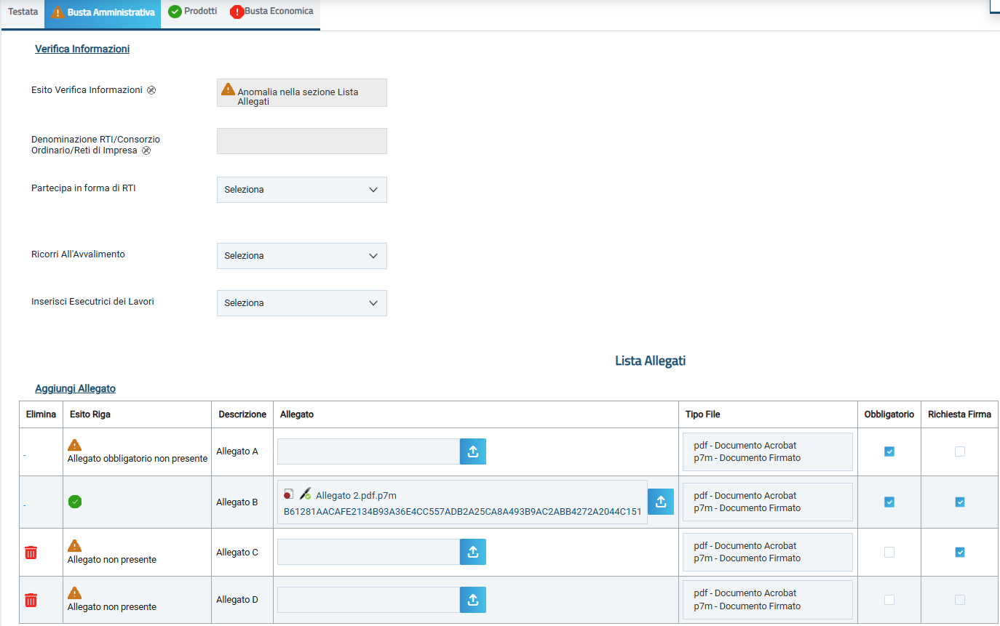 Testata
Busta Amministrativa
Prodotti
Busta Economica
Verifica Informazioni
Esito Verifica Informazioni
Anomalia nella sezione Lista
Allegati
Denominazione RTI/Consorzio
Ordinario/Reti di Impresa
Partecipa in forma di RTI
Seleziona
Ricorri All'Avvalimento
Seleziona
Inserisci Esecutrici dei Lavori
Seleziona
Lista Allegati
Aggiungi Allegato
Elimina
Esito Riga
Descrizione
Allegato
Tipo File
Obbligatorio
Richiesta Firma
Allegato obbligatorio non presente
Allegato A
pdf - Documento Acrobat
p7m - Documento Firmato
Allegato B
Allegato 2.pdf.p7m
B61281AACAFE2134B93A36E4CC557ADB2A25CA8A493B9AC2ABB4272A2044C151
pdf - Documento Acrobat
p7m - Documento Firmato
Allegato non presente
Allegato C
pdf - Documento Acrobat
p7m - Documento Firmato
Allegato non presente
Allegato D
pdf - Documento Acrobat
p7m - Documento Firmato